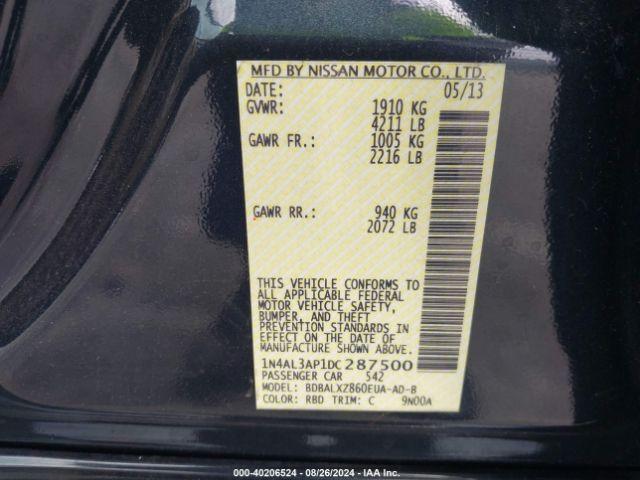 MFD BY NISSAN MOTOR CO., LTD.
DATE: 05/13
GVWR: 1910 KG
4211 LB
GAWR FR.: 1005 KG
2216 LB
GAWR RR.: 940 KG
2072 LB
THIS VEHICLE CONFORMS TO
ALL APPLICABLE FEDERAL
MOTOR VEHICLE SAFETY,
BUMPER, AND THEFT
PREVENTION STANDARDS IN
EFFECT ON THE DATE OF
MANUFACTURE SHOWN ABOVE.
1N4AL3AP1DC287500
PASSENGER CAR 542
MODEL: BDBALXZ860EUA-AD-B
COLOR: RBD TRIM: C 9N00A
000-40206524 - 08/26/2024 - IAA Inc.